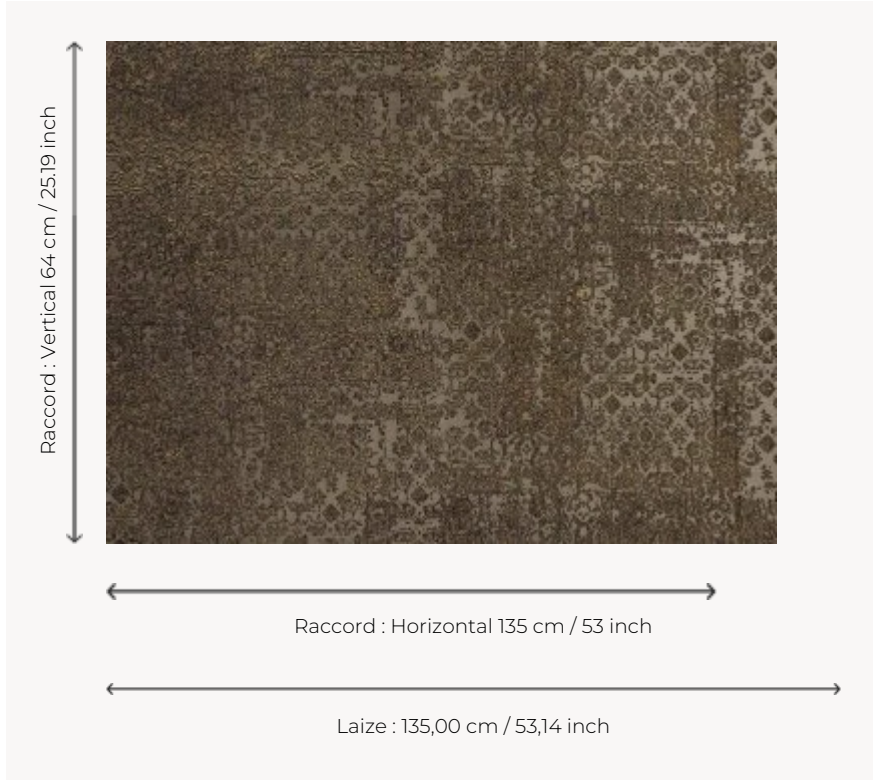 Raccord : Vertical 64 cm / 25.19 inch
Raccord : Horizontal 135 cm / 53 inch
Laize : 135,00 cm / 53,14 inch